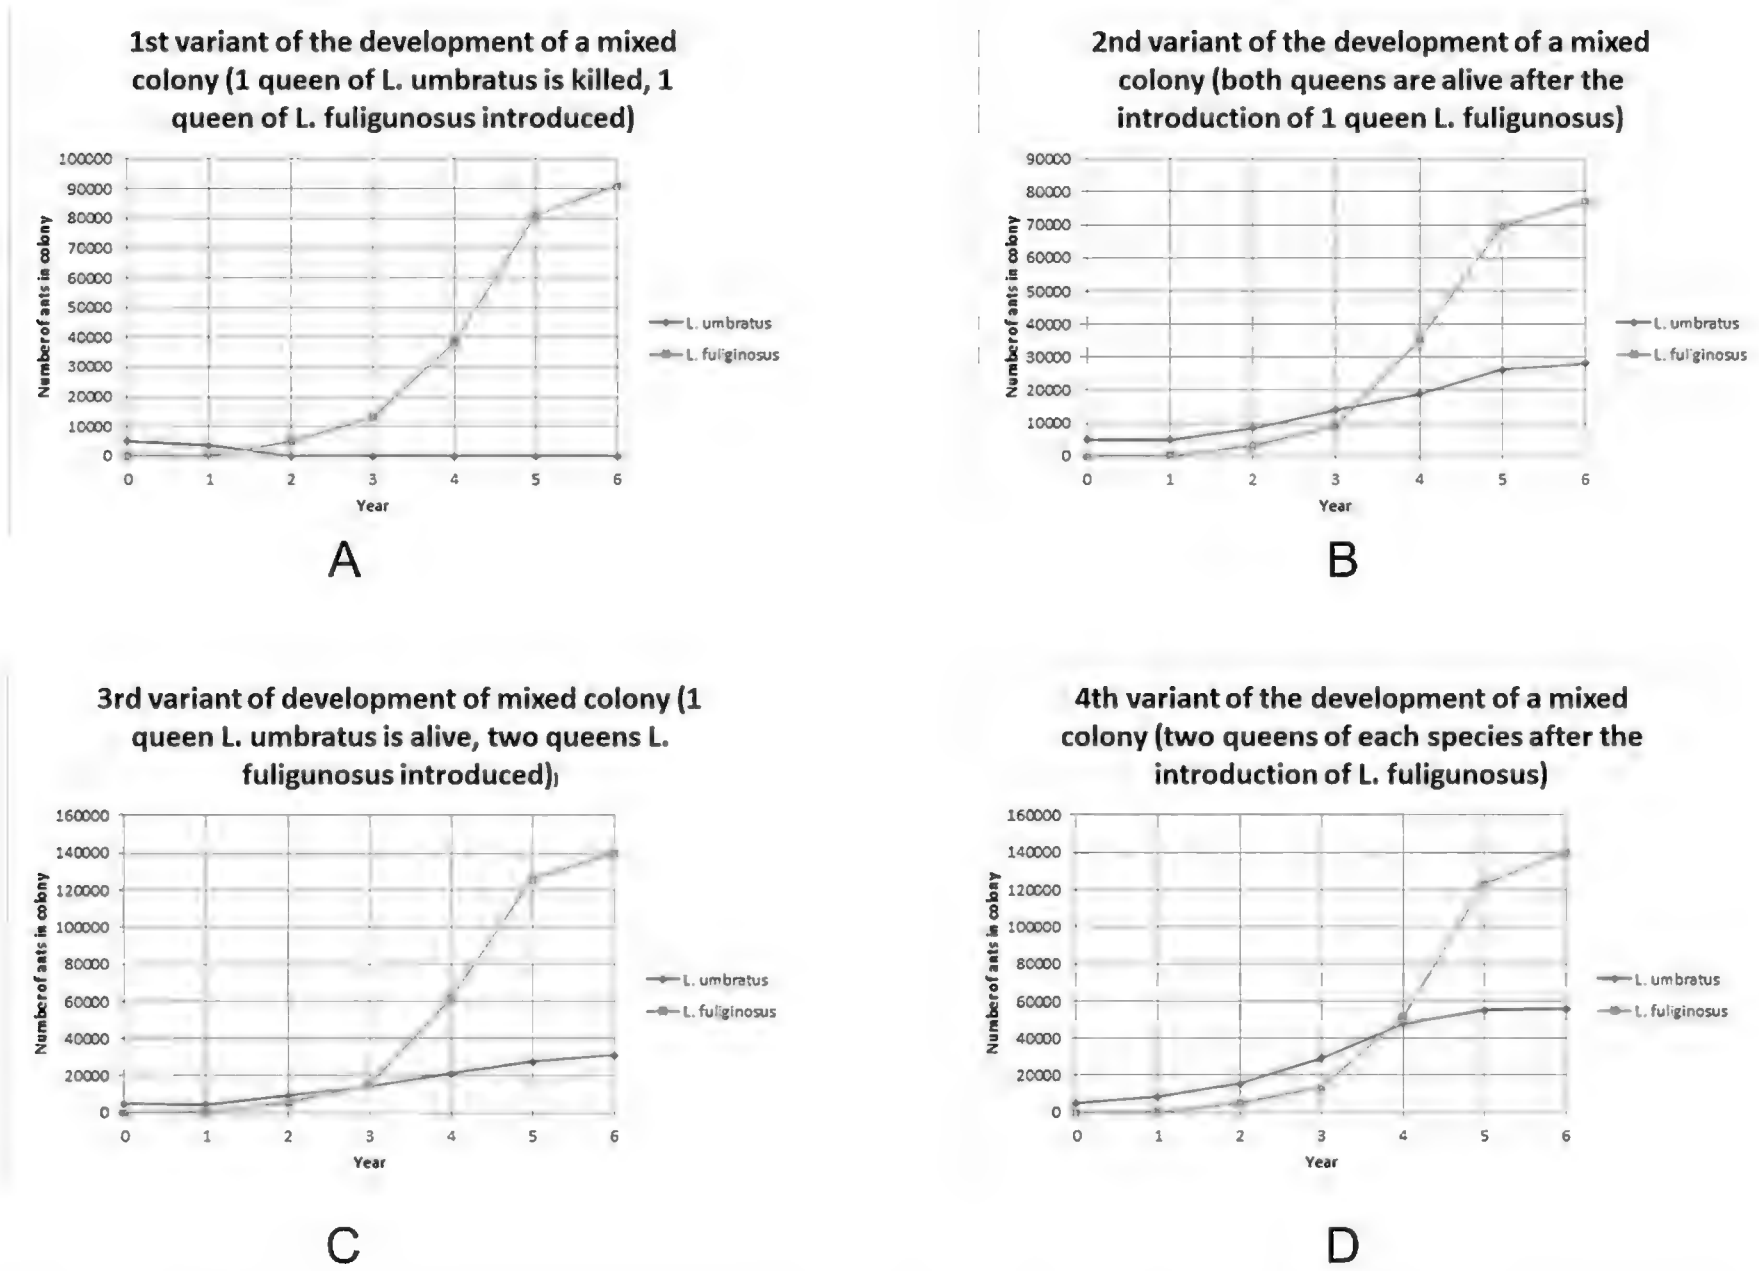 1st variant of the development of a mixed
colony (1 queen of L. umbratus is killed, 1
queen of L. fuligunosus introduced)
100000
90000
80000
70000
60000
50000
40000
30000
20000
10000
0
Number of ants in colony
0 1 2 3 4 5 6
Year
L. umbratus
L. fuliginosus
A
2nd variant of the development of a mixed
colony (both queens are alive after the
introduction of 1 queen L. fuligunosus)
90000
80000
70000
60000
50000
40000
30000
20000
10000
0
Number of ants in colony
0 1 2 3 4 5 6
Year
L. umbratus
L. fuliginosus
B
3rd variant of development of mixed colony (1
queen L. umbratus is alive, two queens L.
fuligunosus introduced)
160000
140000
120000
100000
80000
60000
40000
20000
0
Number of ants in colony
0 1 2 3 4 5 6
Year
L. umbratus
L. fuliginosus
C
4th variant of the development of a mixed
colony (two queens of each species after the
introduction of L. fuligunosus)
160000
140000
120000
100000
80000
60000
40000
20000
0
Number of ants in colony
0 1 2 3 4 5 6
Year
L. umbratus
L. fuliginosus
D